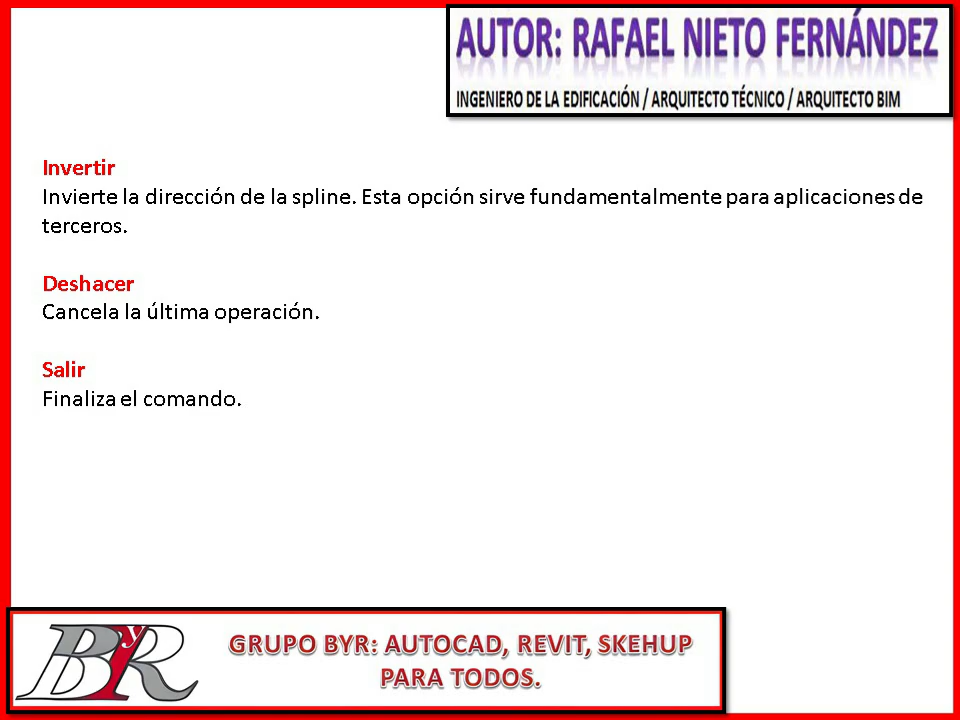 AUTOR: RAFAEL NIETO FERNÁNDEZ
INGENIERO DE LA EDIFICACIÓN / ARQUITECTO TÉCNICO / ARQUITECTO BIM
Invertir
Invierte la dirección de la spline. Esta opción sirve fundamentalmente para aplicaciones de
terceros.
Deshacer
Cancela la última operación.
Salir
Finaliza el comando.
ByR
GRUPO BYR: AUTOCAD, REVIT, SKEHUP
PARA TODOS.